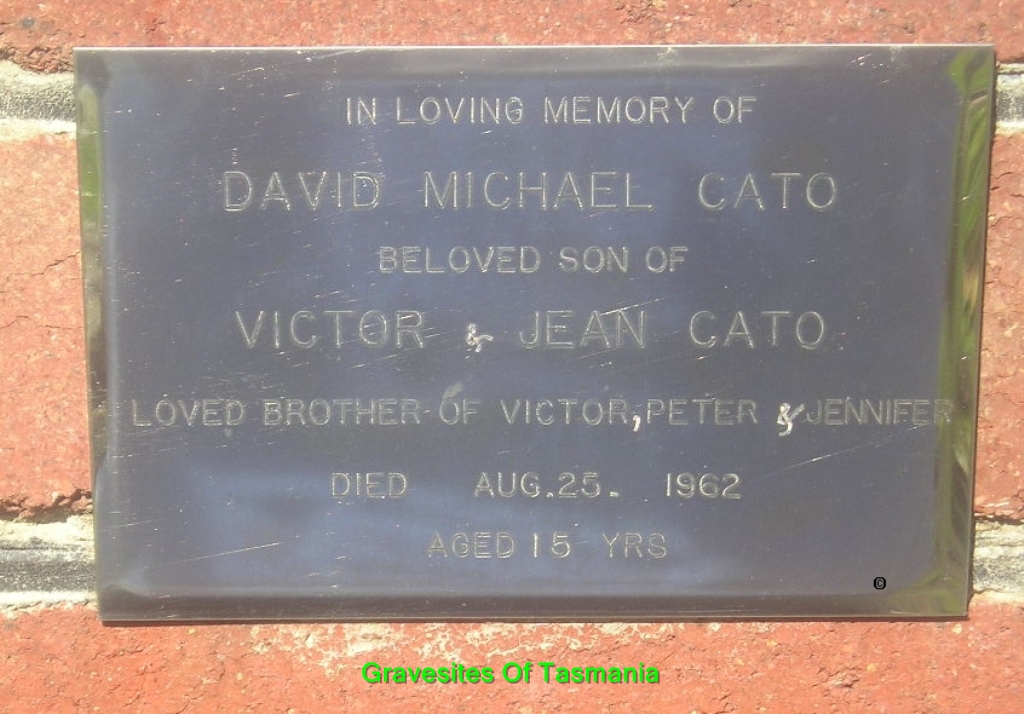 IN LOVING MEMORY OF
DAVID MICHAEL CATO
BELOVED SON OF
VICTOR & JEAN CATO
LOVED BROTHER OF VICTOR, PETER & JENNIFER
DIED AUG. 25. 1962
AGED 15 YRS
©
Gravesites Of Tasmania